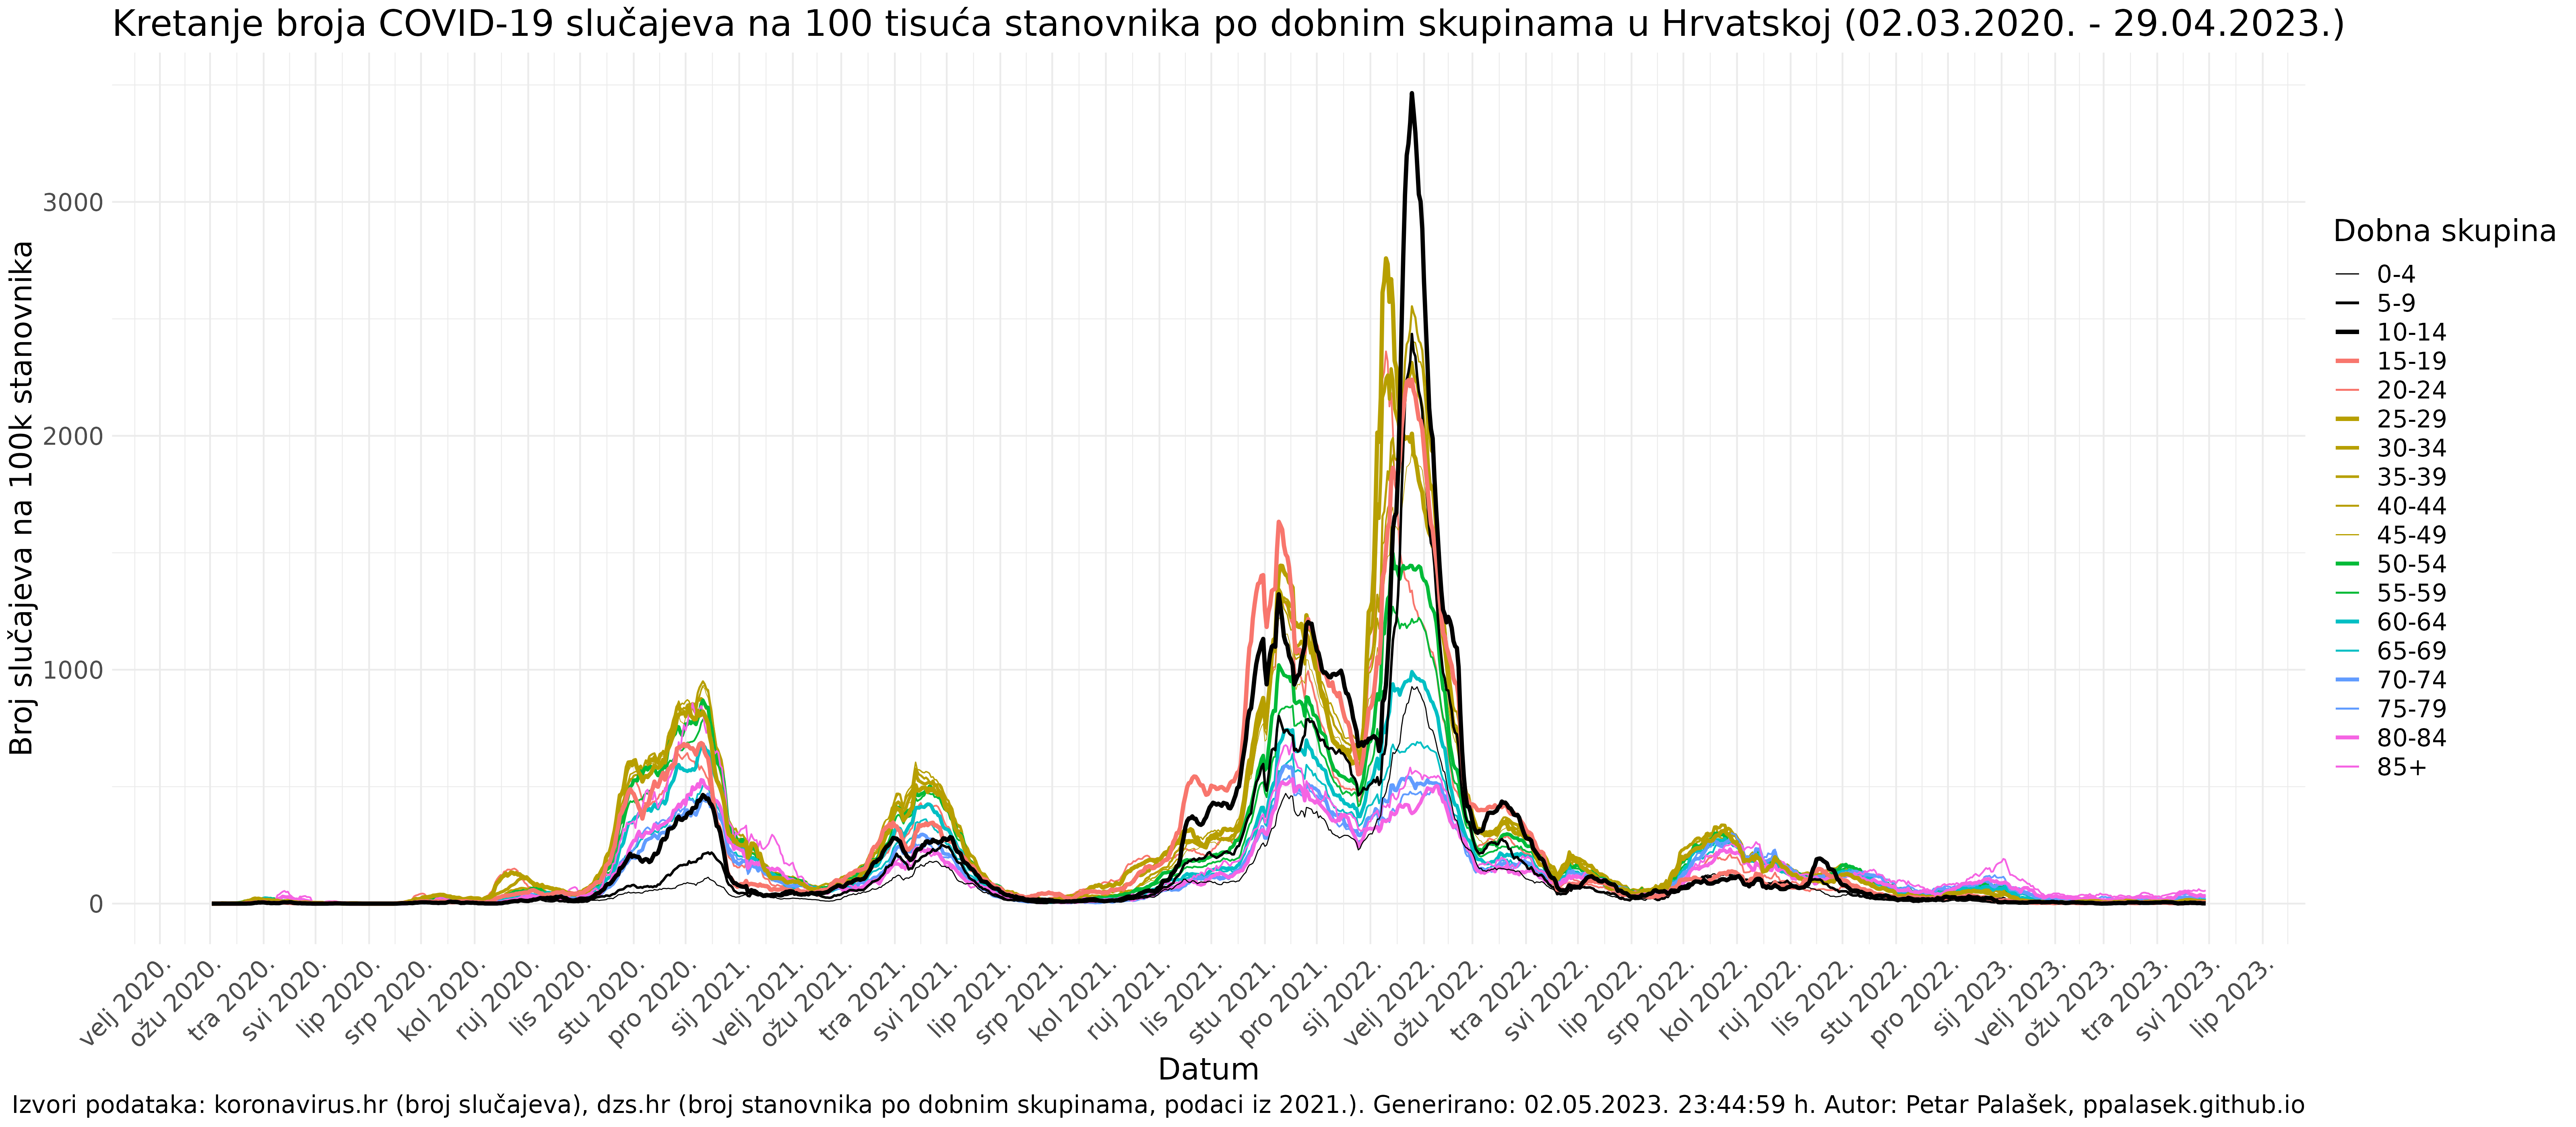 Kretanje broja COVID-19 slučajeva na 100 tisuća stanovnika po dobnim skupinama u Hrvatskoj (02.03.2020. - 29.04.2023.)
Broj slučajeva na 100k stanovnika
3000
2000
1000
0
Dobna skupina
0-4
5-9
10-14
15-19
20-24
25-29
30-34
35-39
40-44
45-49
50-54
55-59
60-64
65-69
70-74
75-79
80-84
85+
velj 2020.
ožu 2020.
tra 2020.
svi 2020.
lip 2020.
srp 2020.
kol 2020.
ruj 2020.
lis 2020.
stu 2020.
pro 2020.
sij 2021.
velj 2021.
ožu 2021.
tra 2021.
svi 2021.
lip 2021.
srp 2021.
kol 2021.
ruj 2021.
lis 2021.
stu 2021.
pro 2021.
sij 2022.
velj 2022.
ožu 2022.
tra 2022.
svi 2022.
lip 2022.
srp 2022.
kol 2022.
ruj 2022.
lis 2022.
stu 2022.
pro 2022.
sij 2023.
velj 2023.
ožu 2023.
tra 2023.
svi 2023.
lip 2023.
Datum
Izvori podataka: koronavirus.hr (broj slučajeva), dzs.hr (broj stanovnika po dobnim skupinama, podaci iz 2021.). Generirano: 02.05.2023. 23:44:59 h. Autor: Petar Palašek, ppalasek.github.io